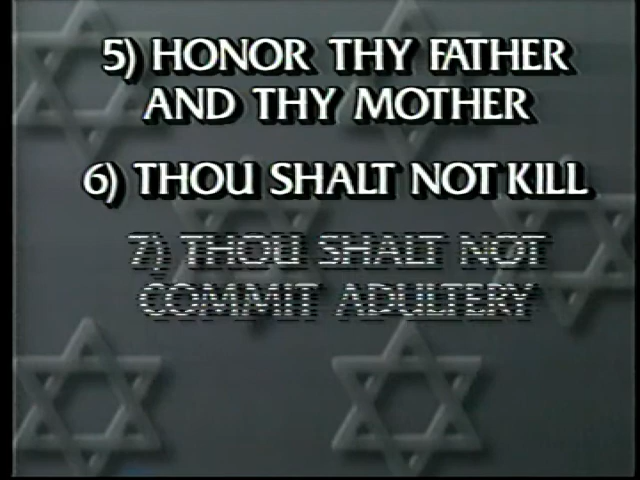 5) HONOR THY FATHER
AND THY MOTHER
6) THOU SHALT NOT KILL
7) THOU SHALT NOT
COMMIT ADULTERY